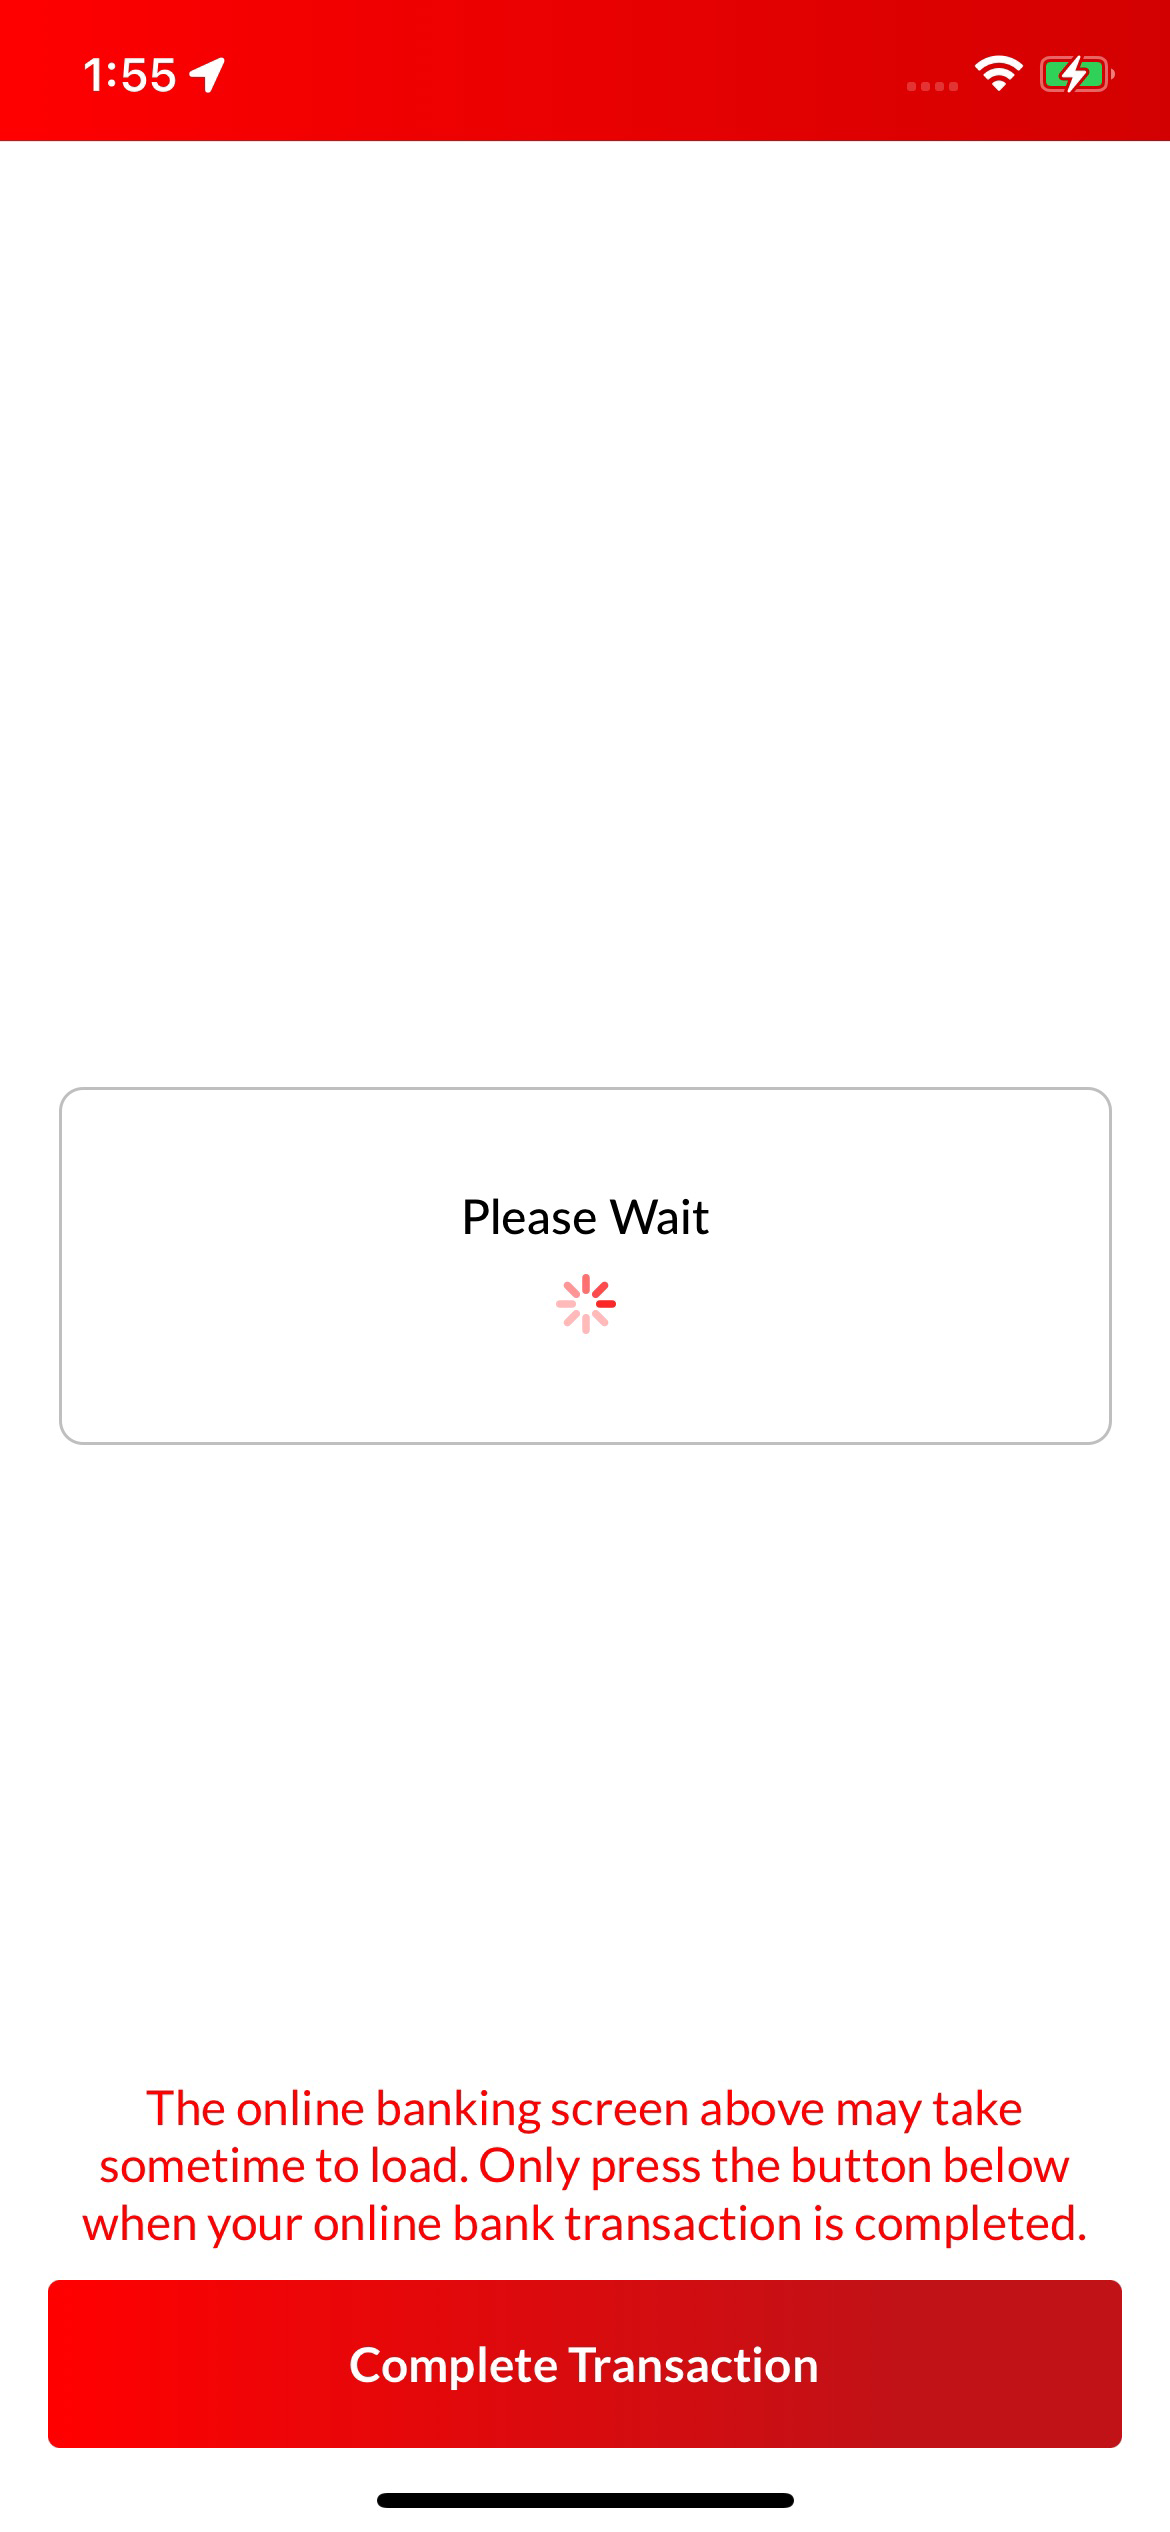 1:55
Please Wait
The online banking screen above may take
sometime to load. Only press the button below
when your online bank transaction is completed.
Complete Transaction